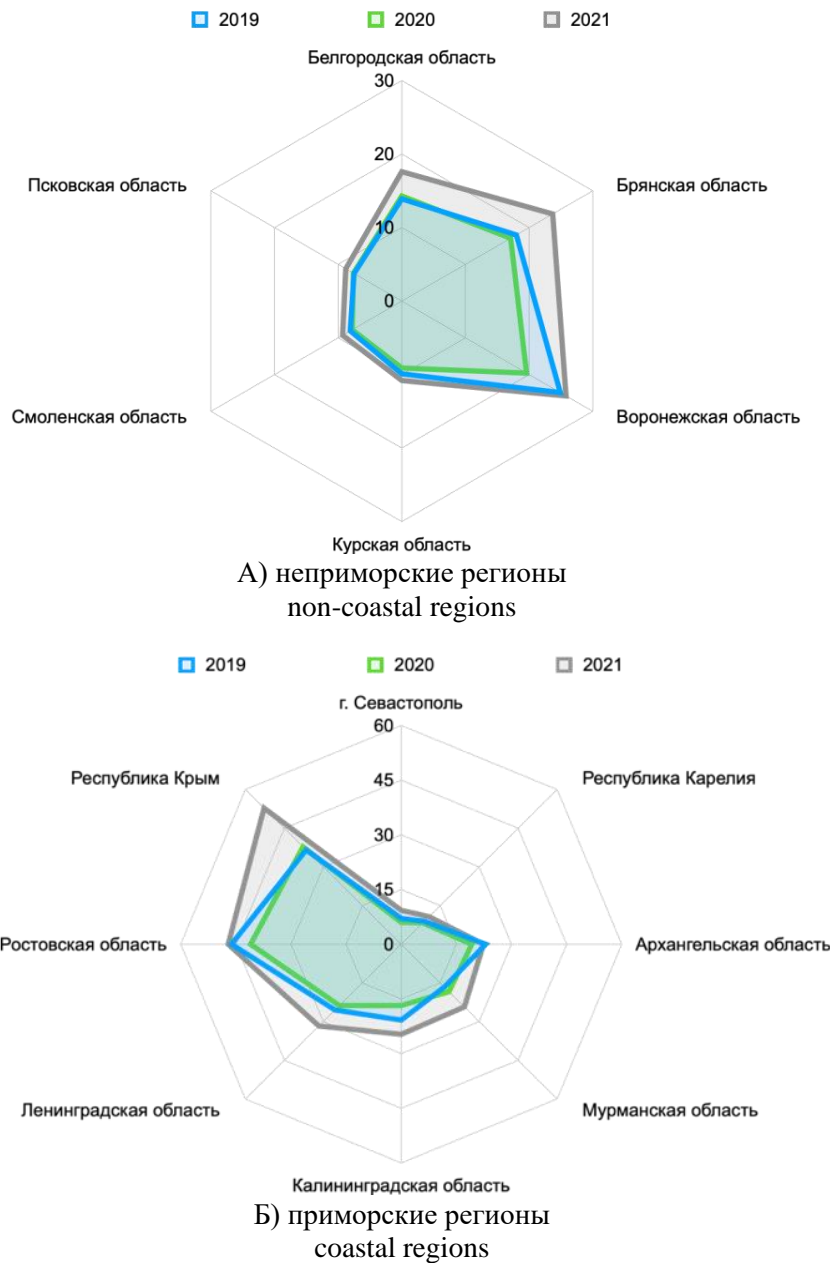 2019 2020 2021
Белгородская область
30
20
10
0
Псковская область
Брянская область
Смоленская область
Воронежская область
Курская область
А) неприморские регионы
non-coastal regions
2019 2020 2021
г. Севастополь
60
45
30
15
0
Республика Крым
Республика Карелия
Ростовская область
Архангельская область
Ленинградская область
Мурманская область
Калининградская область
Б) приморские регионы
coastal regions